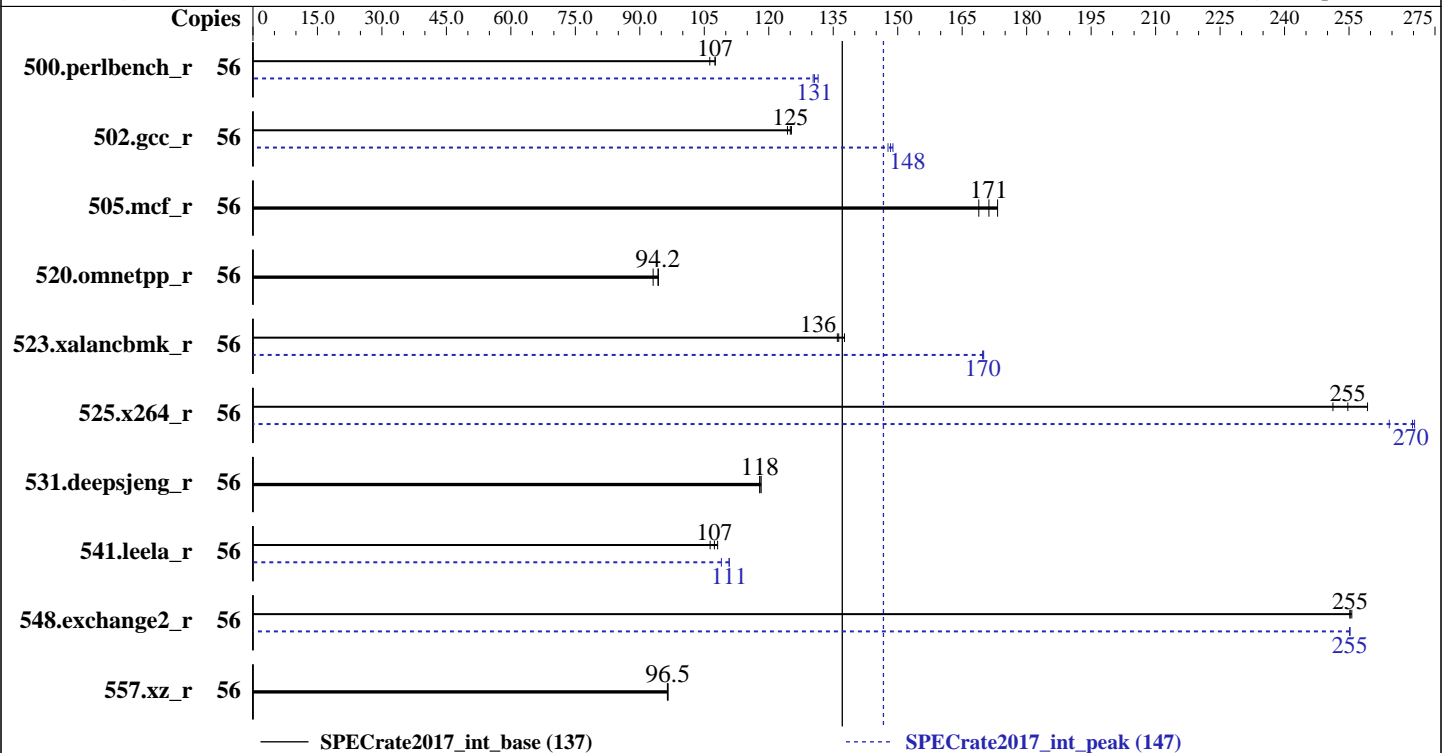 Copies 0 15.0 30.0 45.0 60.0 75.0 90.0 105 120 135 150 165 180 195 210 225 240 255 275
107
500.perlbench_r 56
131
125
502.gcc_r 56
148
171
505.mcf_r 56
94.2
520.omnetpp_r 56
136
523.xalancbmk_r 56
170
255
525.x264_r 56
270
118
531.deepsjeng_r 56
107
541.leela_r 56
111
255
548.exchange2_r 56
255
96.5
557.xz_r 56
SPECrate2017_int_base (137) SPECrate2017_int_peak (147)